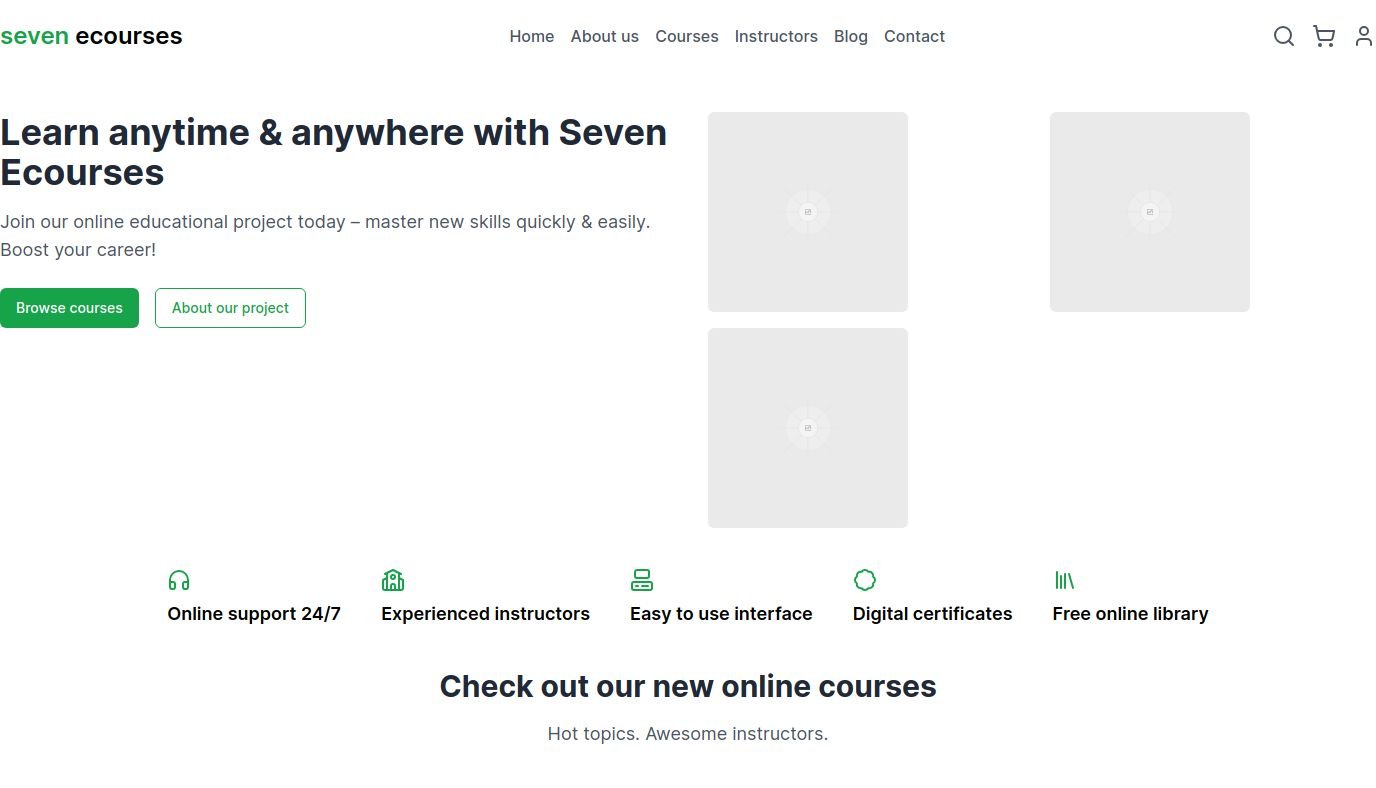 seven ecourses
Home About us Courses Instructors Blog Contact
Learn anytime & anywhere with Seven
Ecourses
Join our online educational project today – master new skills quickly & easily.
Boost your career!
Browse courses About our project
Online support 24/7 Experienced instructors Easy to use interface Digital certificates Free online library
Check out our new online courses
Hot topics. Awesome instructors.